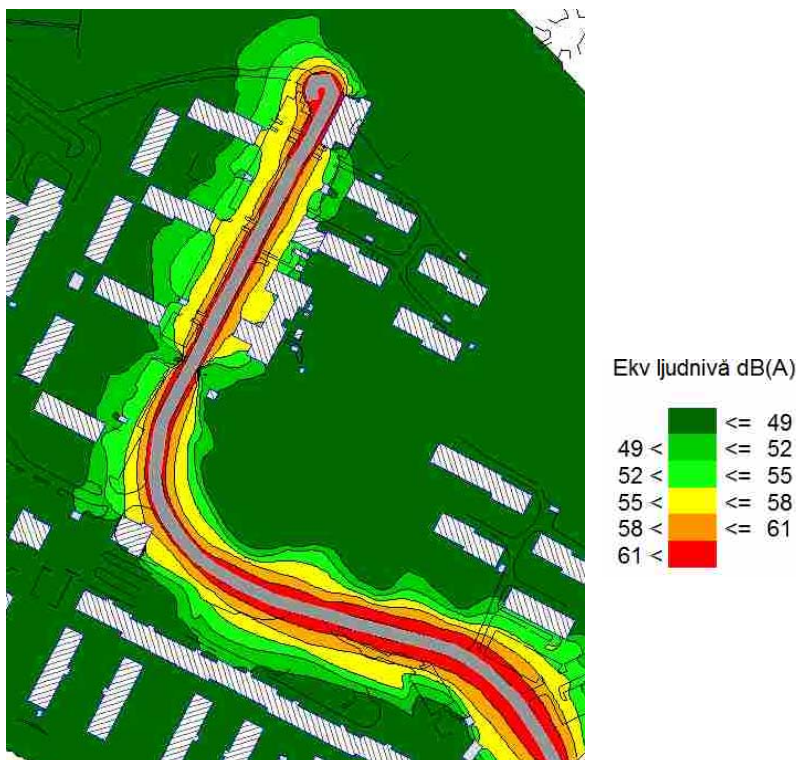 Ekv ljudnivå dB(A)
<= 49
49 < <= 52
52 < <= 55
55 < <= 58
58 < <= 61
61 <